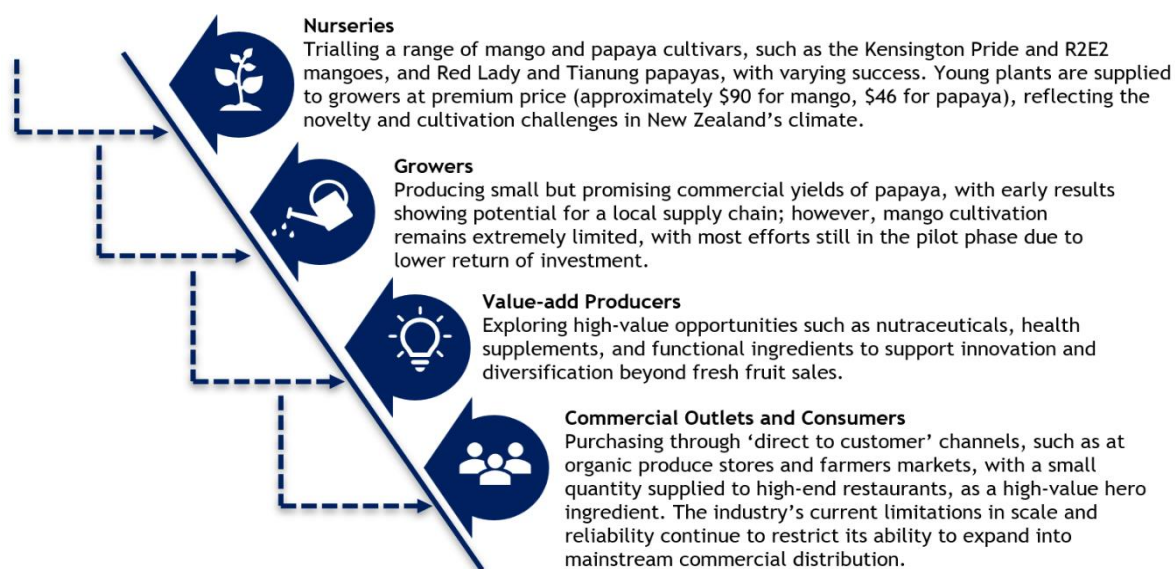 Nurseries
Trialling a range of mango and papaya cultivars, such as the Kensington Pride and R2E2
mangoes, and Red Lady and Tianung papayas, with varying success. Young plants are supplied
to growers at premium price (approximately $90 for mango, $46 for papaya), reflecting the
novelty and cultivation challenges in New Zealand’s climate.
Growers
Producing small but promising commercial yields of papaya, with early results
showing potential for a local supply chain; however, mango cultivation
remains extremely limited, with most efforts still in the pilot phase due to
lower return of investment.
Value-add Producers
Exploring high-value opportunities such as nutraceuticals, health
supplements, and functional ingredients to support innovation and
diversification beyond fresh fruit sales.
Commercial Outlets and Consumers
Purchasing through ‘direct to customer’ channels, such as at
organic produce stores and farmers markets, with a small
quantity supplied to high-end restaurants, as a high-value hero
ingredient. The industry’s current limitations in scale and
reliability continue to restrict its ability to expand into
mainstream commercial distribution.